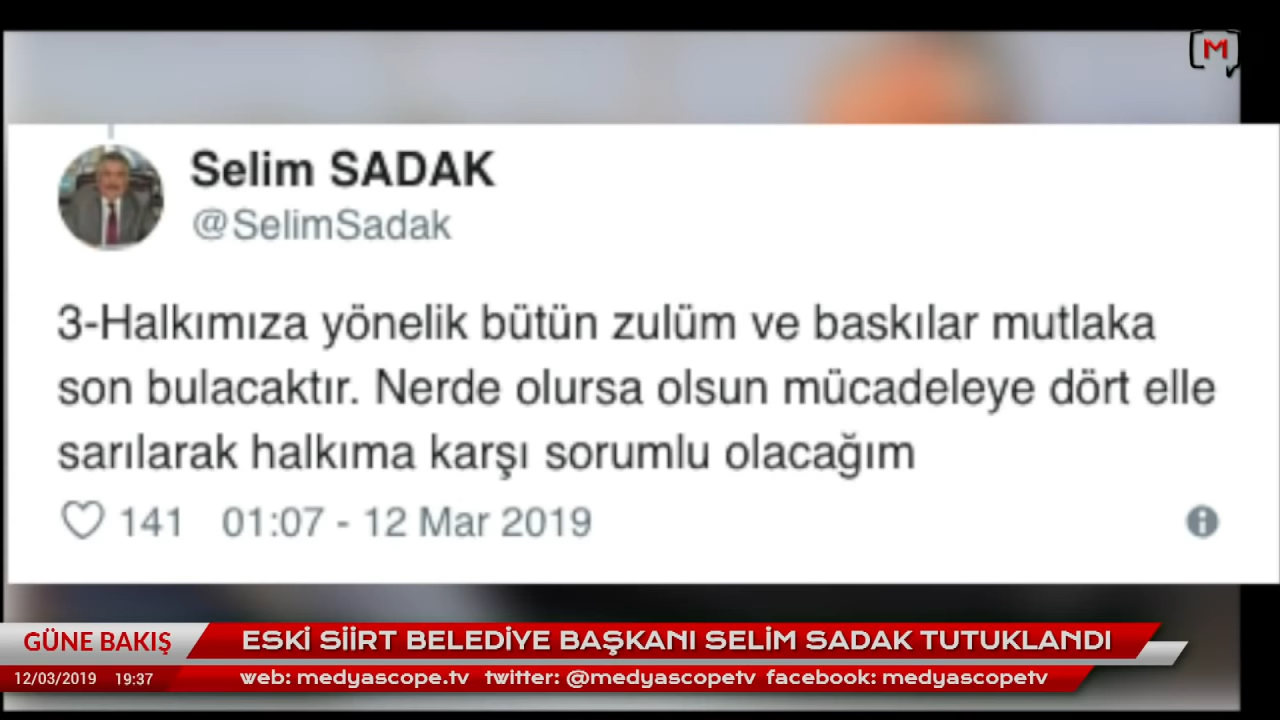 M
Selim SADAK
@SelimSadak
3-Halkımıza yönelik bütün zulüm ve baskılar mutlaka
son bulacaktır. Nerde olursa olsun mücadeleye dört elle
sarılarak halkıma karşı sorumlu olacağım
141 01:07 - 12 Mar 2019
GÜNE BAKIŞ
ESKİ SİİRT BELEDİYE BAŞKANI SELİM SADAK TUTUKLANDI
12/03/2019 19:37
web: medyascope.tv twitter: @medyascopetv facebook: medyascopetv